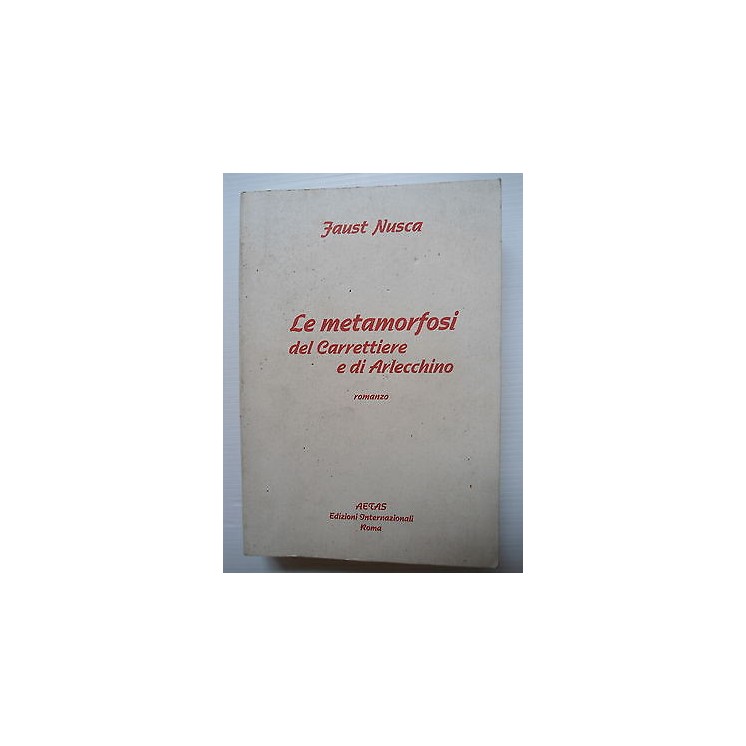 Faust Nusca
Le metamorfosi
del Carrettiere
e di Arlecchino
romanzo
AETAS
Edizioni Internazionali
Roma